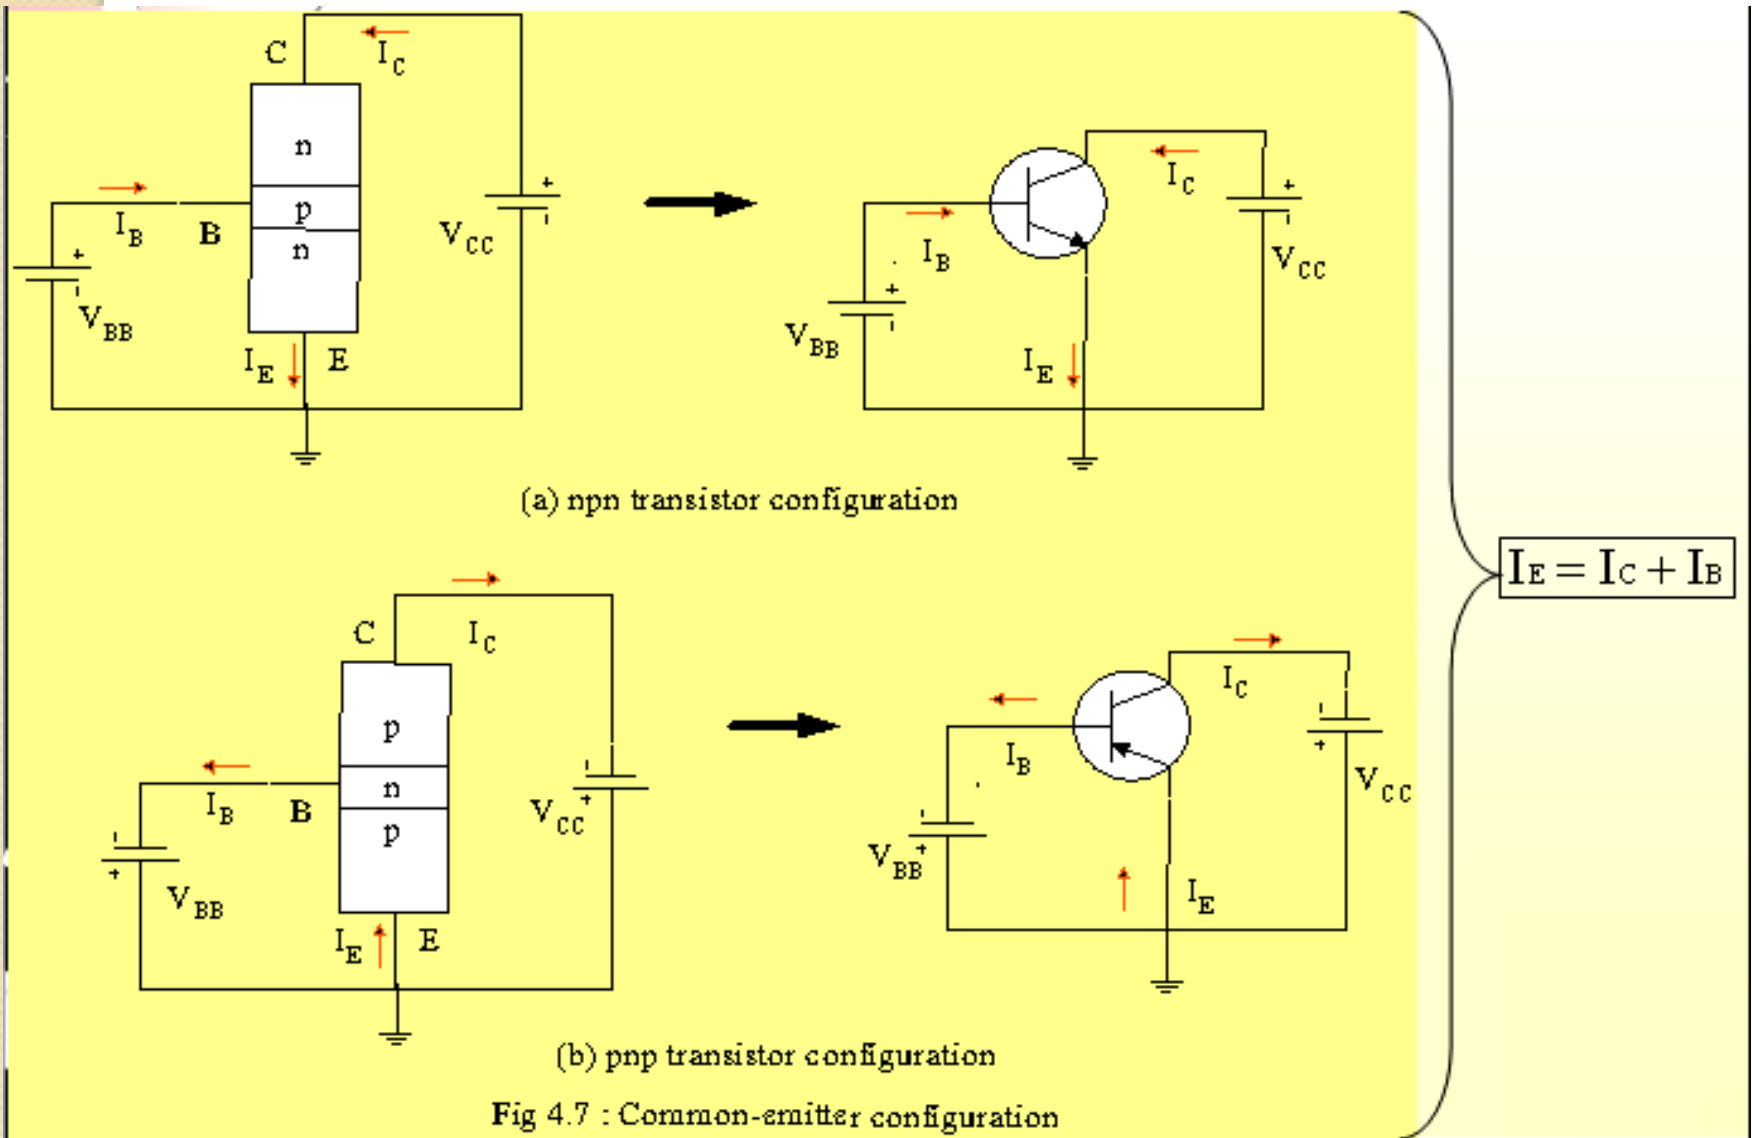 C
I_C
n
p
n
I_B
B
+
-
V_BB
I_E
E
+
-
V_CC
I_C
I_B
+
-
V_BB
I_E
+
-
V_CC
(a) npn transistor configuration
C
I_C
p
n
p
I_B
B
-
+
V_BB
I_E
E
-
+
V_CC
I_C
I_B
-
+
V_BB
I_E
-
+
V_CC
(b) pnp transistor configuration
Fig 4.7 : Common-emitter configuration
I_E = I_C + I_B